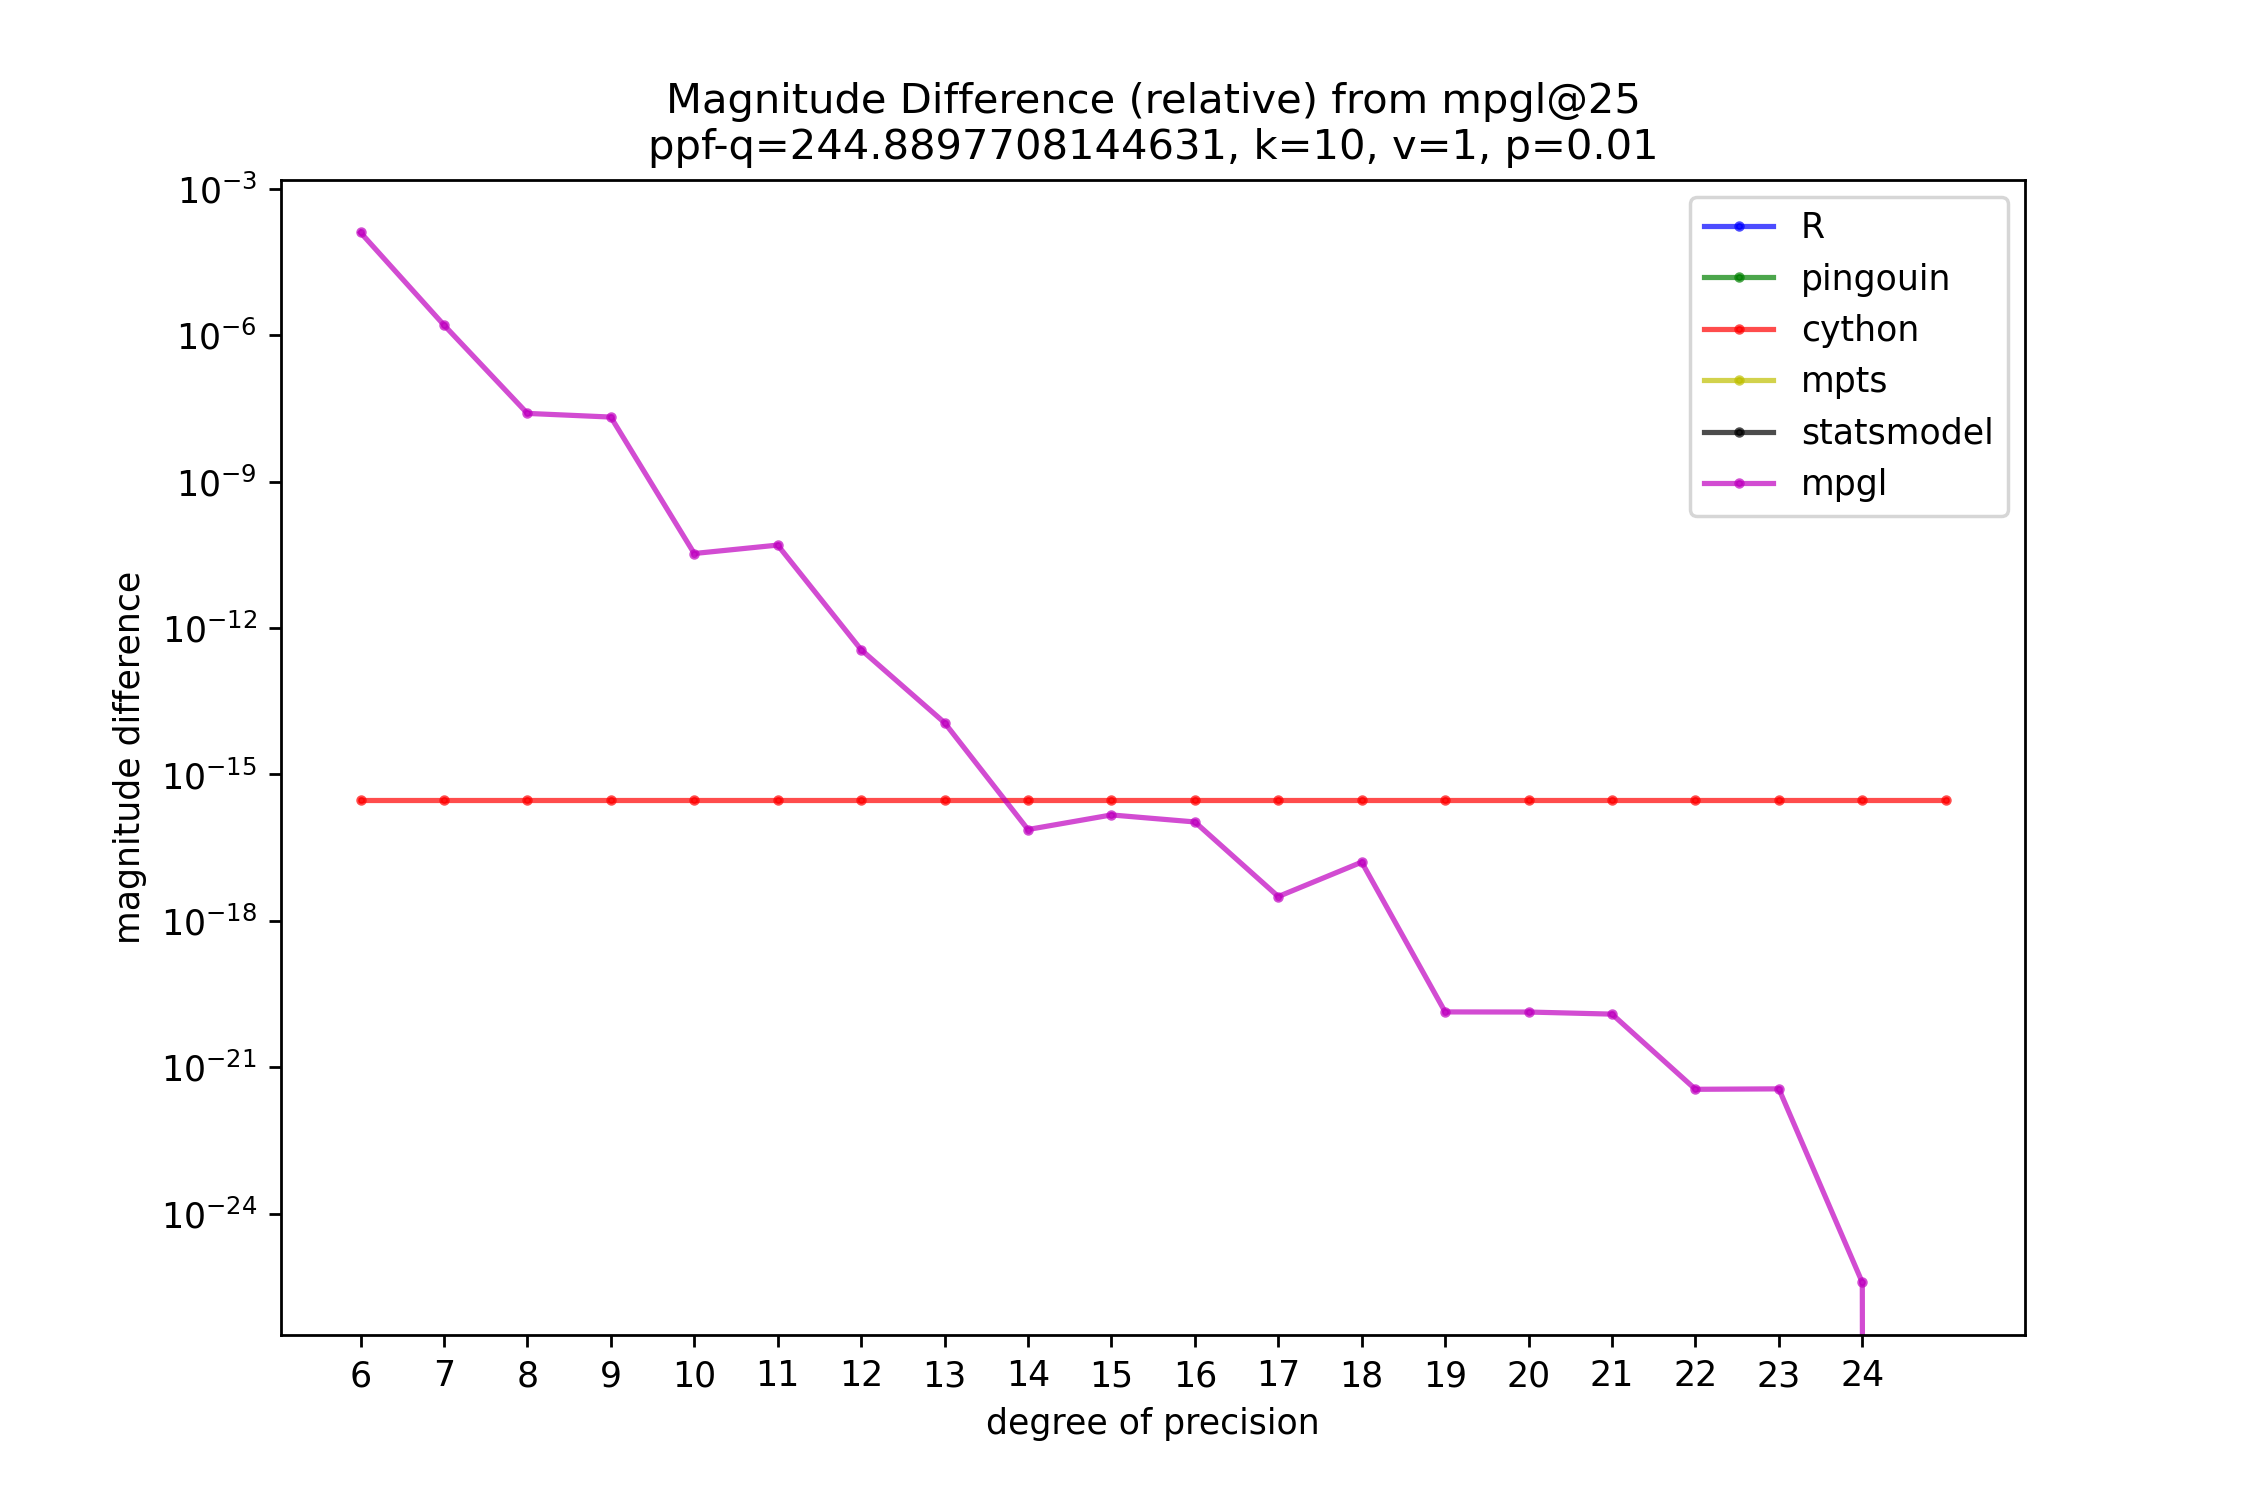 Magnitude Difference (relative) from mpgl@25
ppf-q=244.8897708144631, k=10, v=1, p=0.01
10⁻³
10⁻⁶
10⁻⁹
10⁻¹²
10⁻¹⁵
10⁻¹⁸
10⁻²¹
10⁻²⁴
magnitude difference
R
pingouin
cython
mpts
statsmodel
mpgl
6 7 8 9 10 11 12 13 14 15 16 17 18 19 20 21 22 23 24
degree of precision